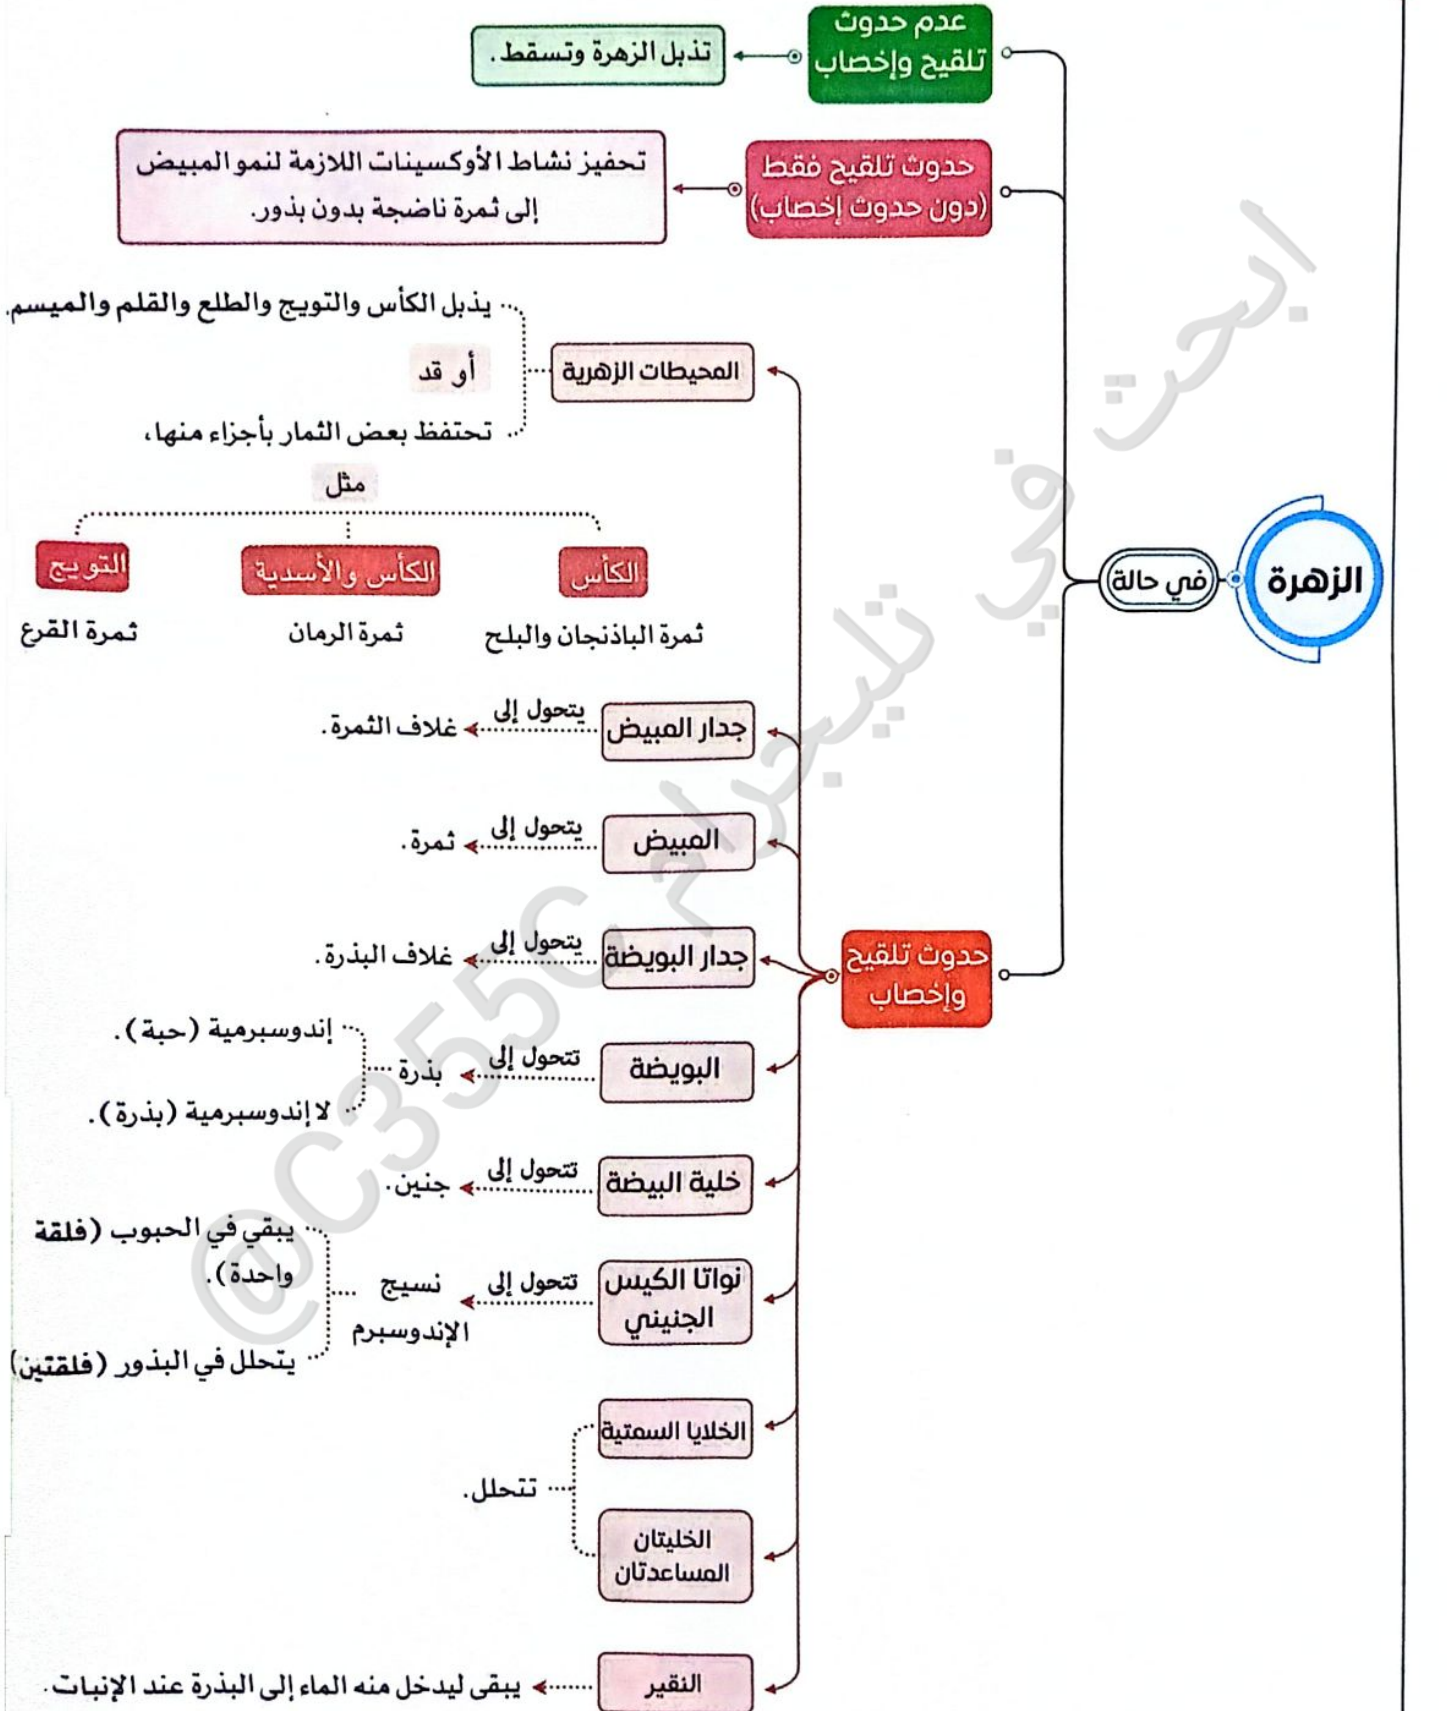 الزهرة
في حالة
عدم حدوث
تلقيح وإخصاب
تذبل الزهرة وتسقط.
حدوث تلقيح فقط
(دون حدوث إخصاب)
تحفيز نشاط الأوكسينات اللازمة لنمو المبيض
إلى ثمرة ناضجة بدون بذور.
حدوث تلقيح
وإخصاب
المحيطات الزهرية
يذبل الكأس والتويج والطلع والقلم والميسم.
أو قد
تحتفظ بعض الثمار بأجزاء منها،
مثل
الكأس
ثمرة الباذنجان والبلح
الكأس والأسدية
ثمرة الرمان
التويج
ثمرة القرع
جدار المبيض
يتحول إلى
غلاف الثمرة.
المبيض
يتحول إلى
ثمرة.
جدار البويضة
يتحول إلى
غلاف البذرة.
البويضة
تتحول إلى
بذرة
إندوسبرمية (حبة).
لا إندوسبرمية (بذرة).
خلية البيضة
تتحول إلى
جنين.
نواتا الكيس
الجنيني
تتحول إلى
نسيج
الإندوسبرم
يبقي في الحبوب (فلقة
واحدة).
يتحلل في البذور (فلقتين)
الخلايا السمتية
الخليتان
المساعدتان
تتحلل.
النقير
يبقى ليدخل منه الماء إلى البذرة عند الإنبات.
ابحث في تليجرام @C355C